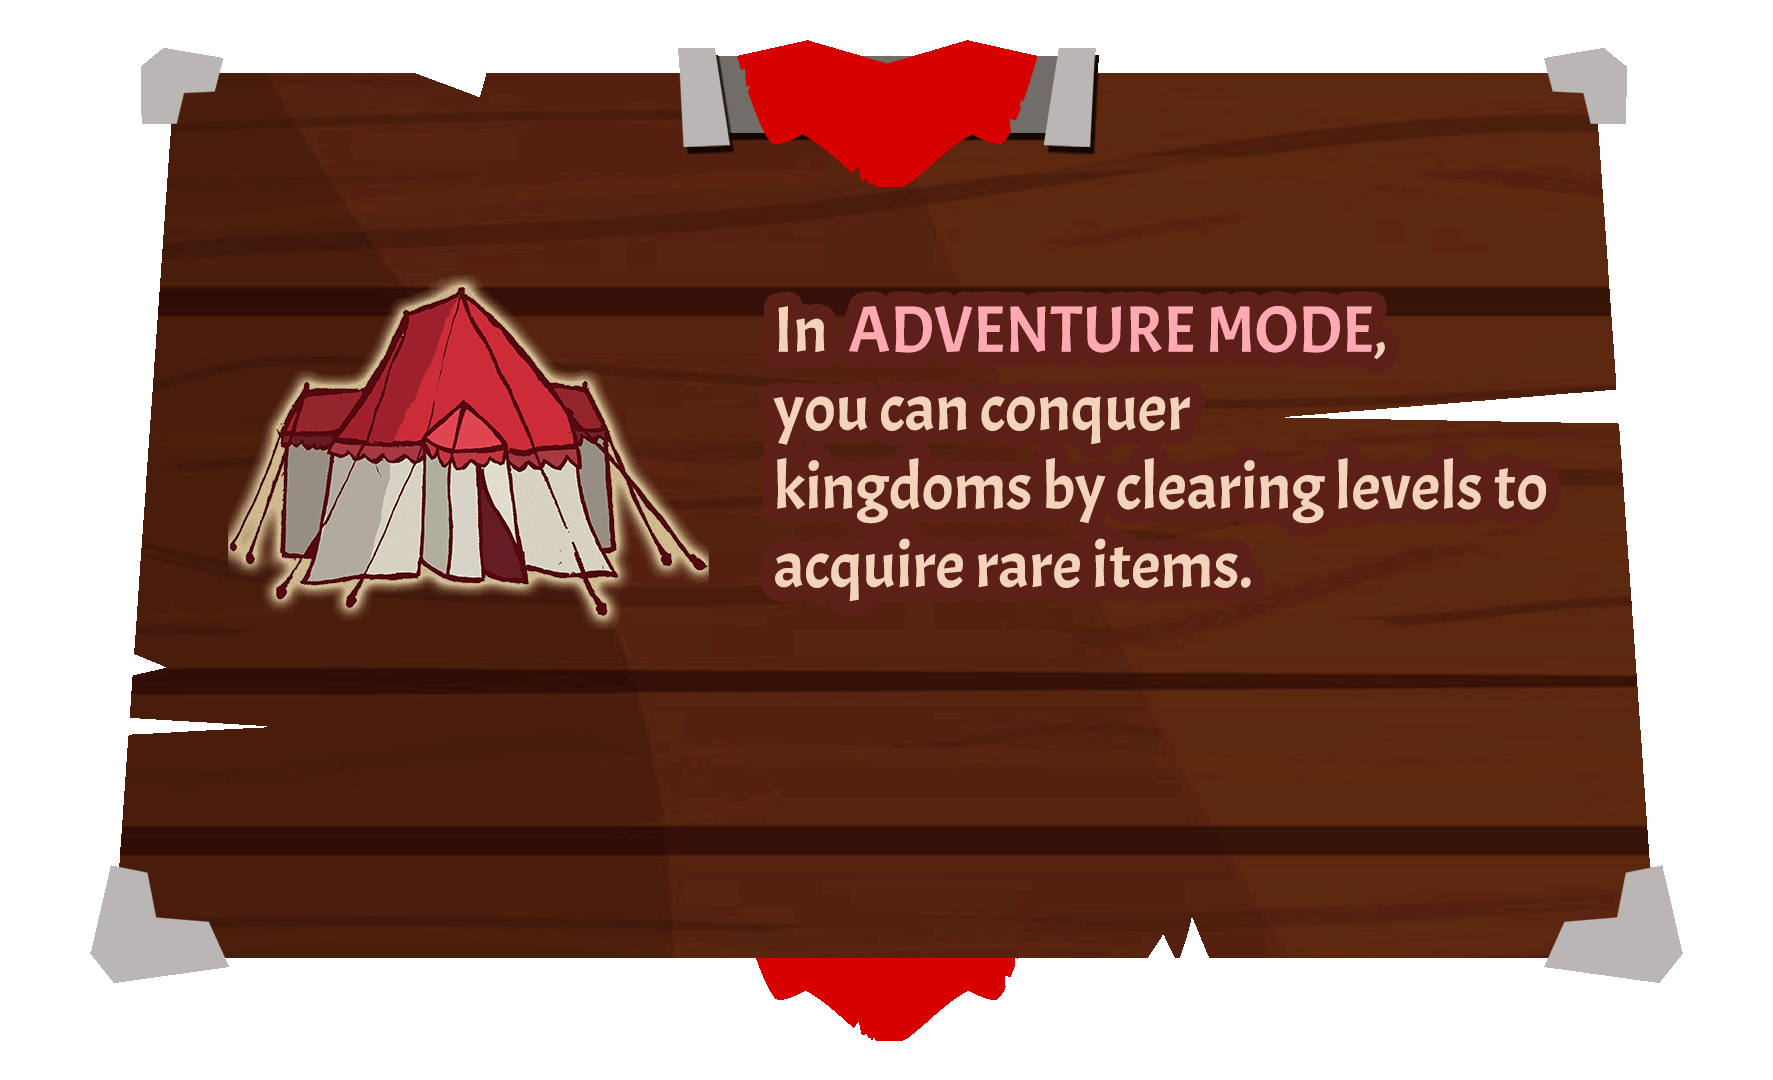 In ADVENTURE MODE,
you can conquer
kingdoms by clearing levels to
acquire rare items.